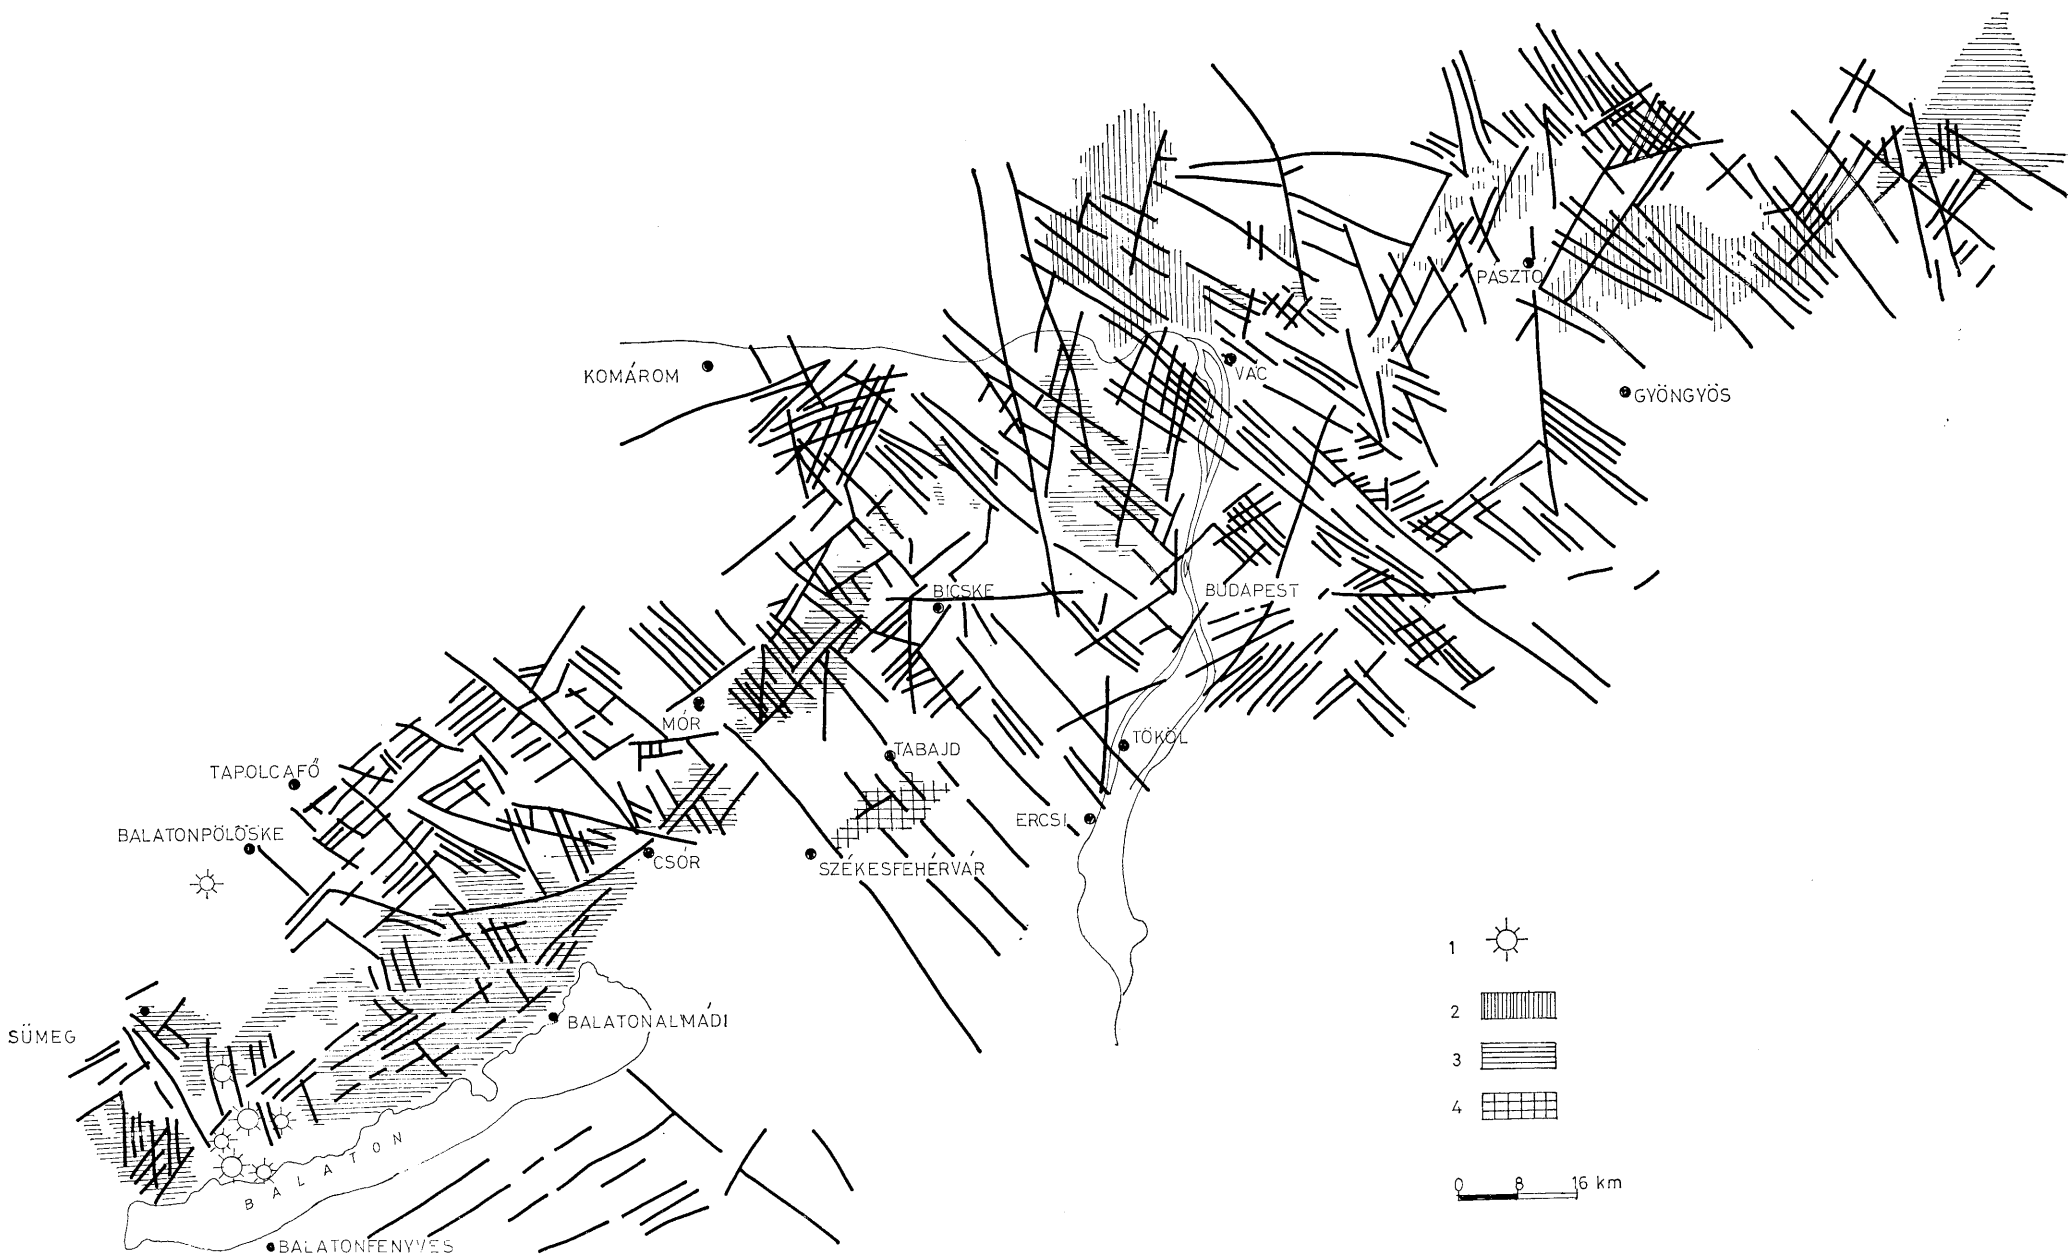 PÁSZTÓ
KOMÁROM
VÁC
GYÖNGYÖS
BICSKE
BUDAPEST
MÓR
TÖKÖL
TABAJD
TAPOLCAFŐ
ERCSI
BALATONPÖLÖSKE
CSÓR
SZÉKESFEHÉRVÁR
1
2
3
4
BALATONALMÁDI
SÜMEG
BALATON
0 8 16 km
BALATONFENYVES